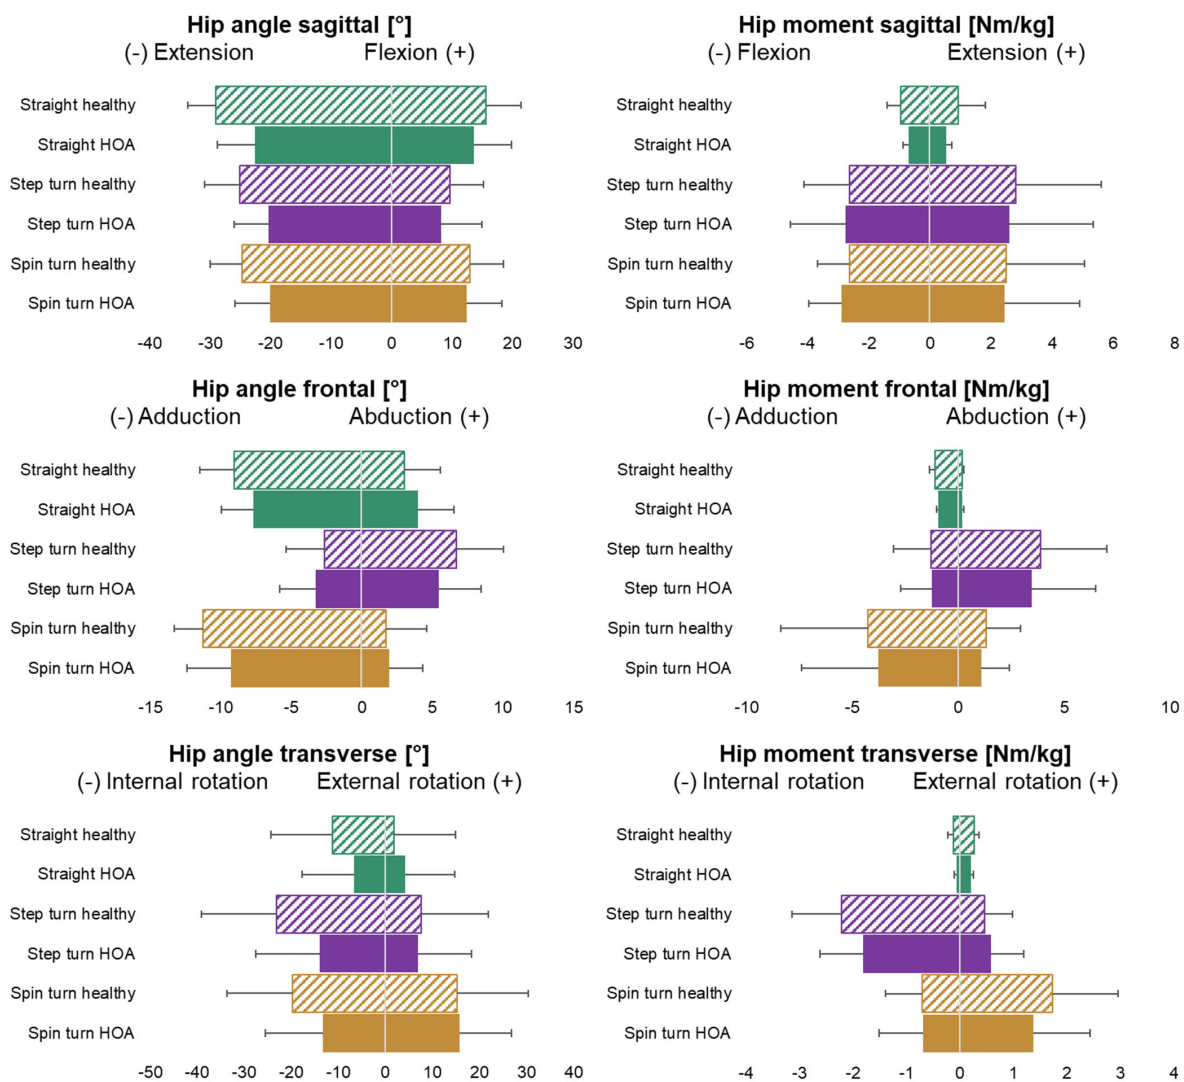 Hip angle sagittal [°]
(-) Extension Flexion (+)
Straight healthy
Straight HOA
Step turn healthy
Step turn HOA
Spin turn healthy
Spin turn HOA
-40 -30 -20 -10 0 10 20 30
Hip moment sagittal [Nm/kg]
(-) Flexion Extension (+)
Straight healthy
Straight HOA
Step turn healthy
Step turn HOA
Spin turn healthy
Spin turn HOA
-6 -4 -2 0 2 4 6 8
Hip angle frontal [°]
(-) Adduction Abduction (+)
Straight healthy
Straight HOA
Step turn healthy
Step turn HOA
Spin turn healthy
Spin turn HOA
-15 -10 -5 0 5 10 15
Hip moment frontal [Nm/kg]
(-) Adduction Abduction (+)
Straight healthy
Straight HOA
Step turn healthy
Step turn HOA
Spin turn healthy
Spin turn HOA
-10 -5 0 5 10
Hip angle transverse [°]
(-) Internal rotation External rotation (+)
Straight healthy
Straight HOA
Step turn healthy
Step turn HOA
Spin turn healthy
Spin turn HOA
-50 -40 -30 -20 -10 0 10 20 30 40
Hip moment transverse [Nm/kg]
(-) Internal rotation External rotation (+)
Straight healthy
Straight HOA
Step turn healthy
Step turn HOA
Spin turn healthy
Spin turn HOA
-4 -3 -2 -1 0 1 2 3 4